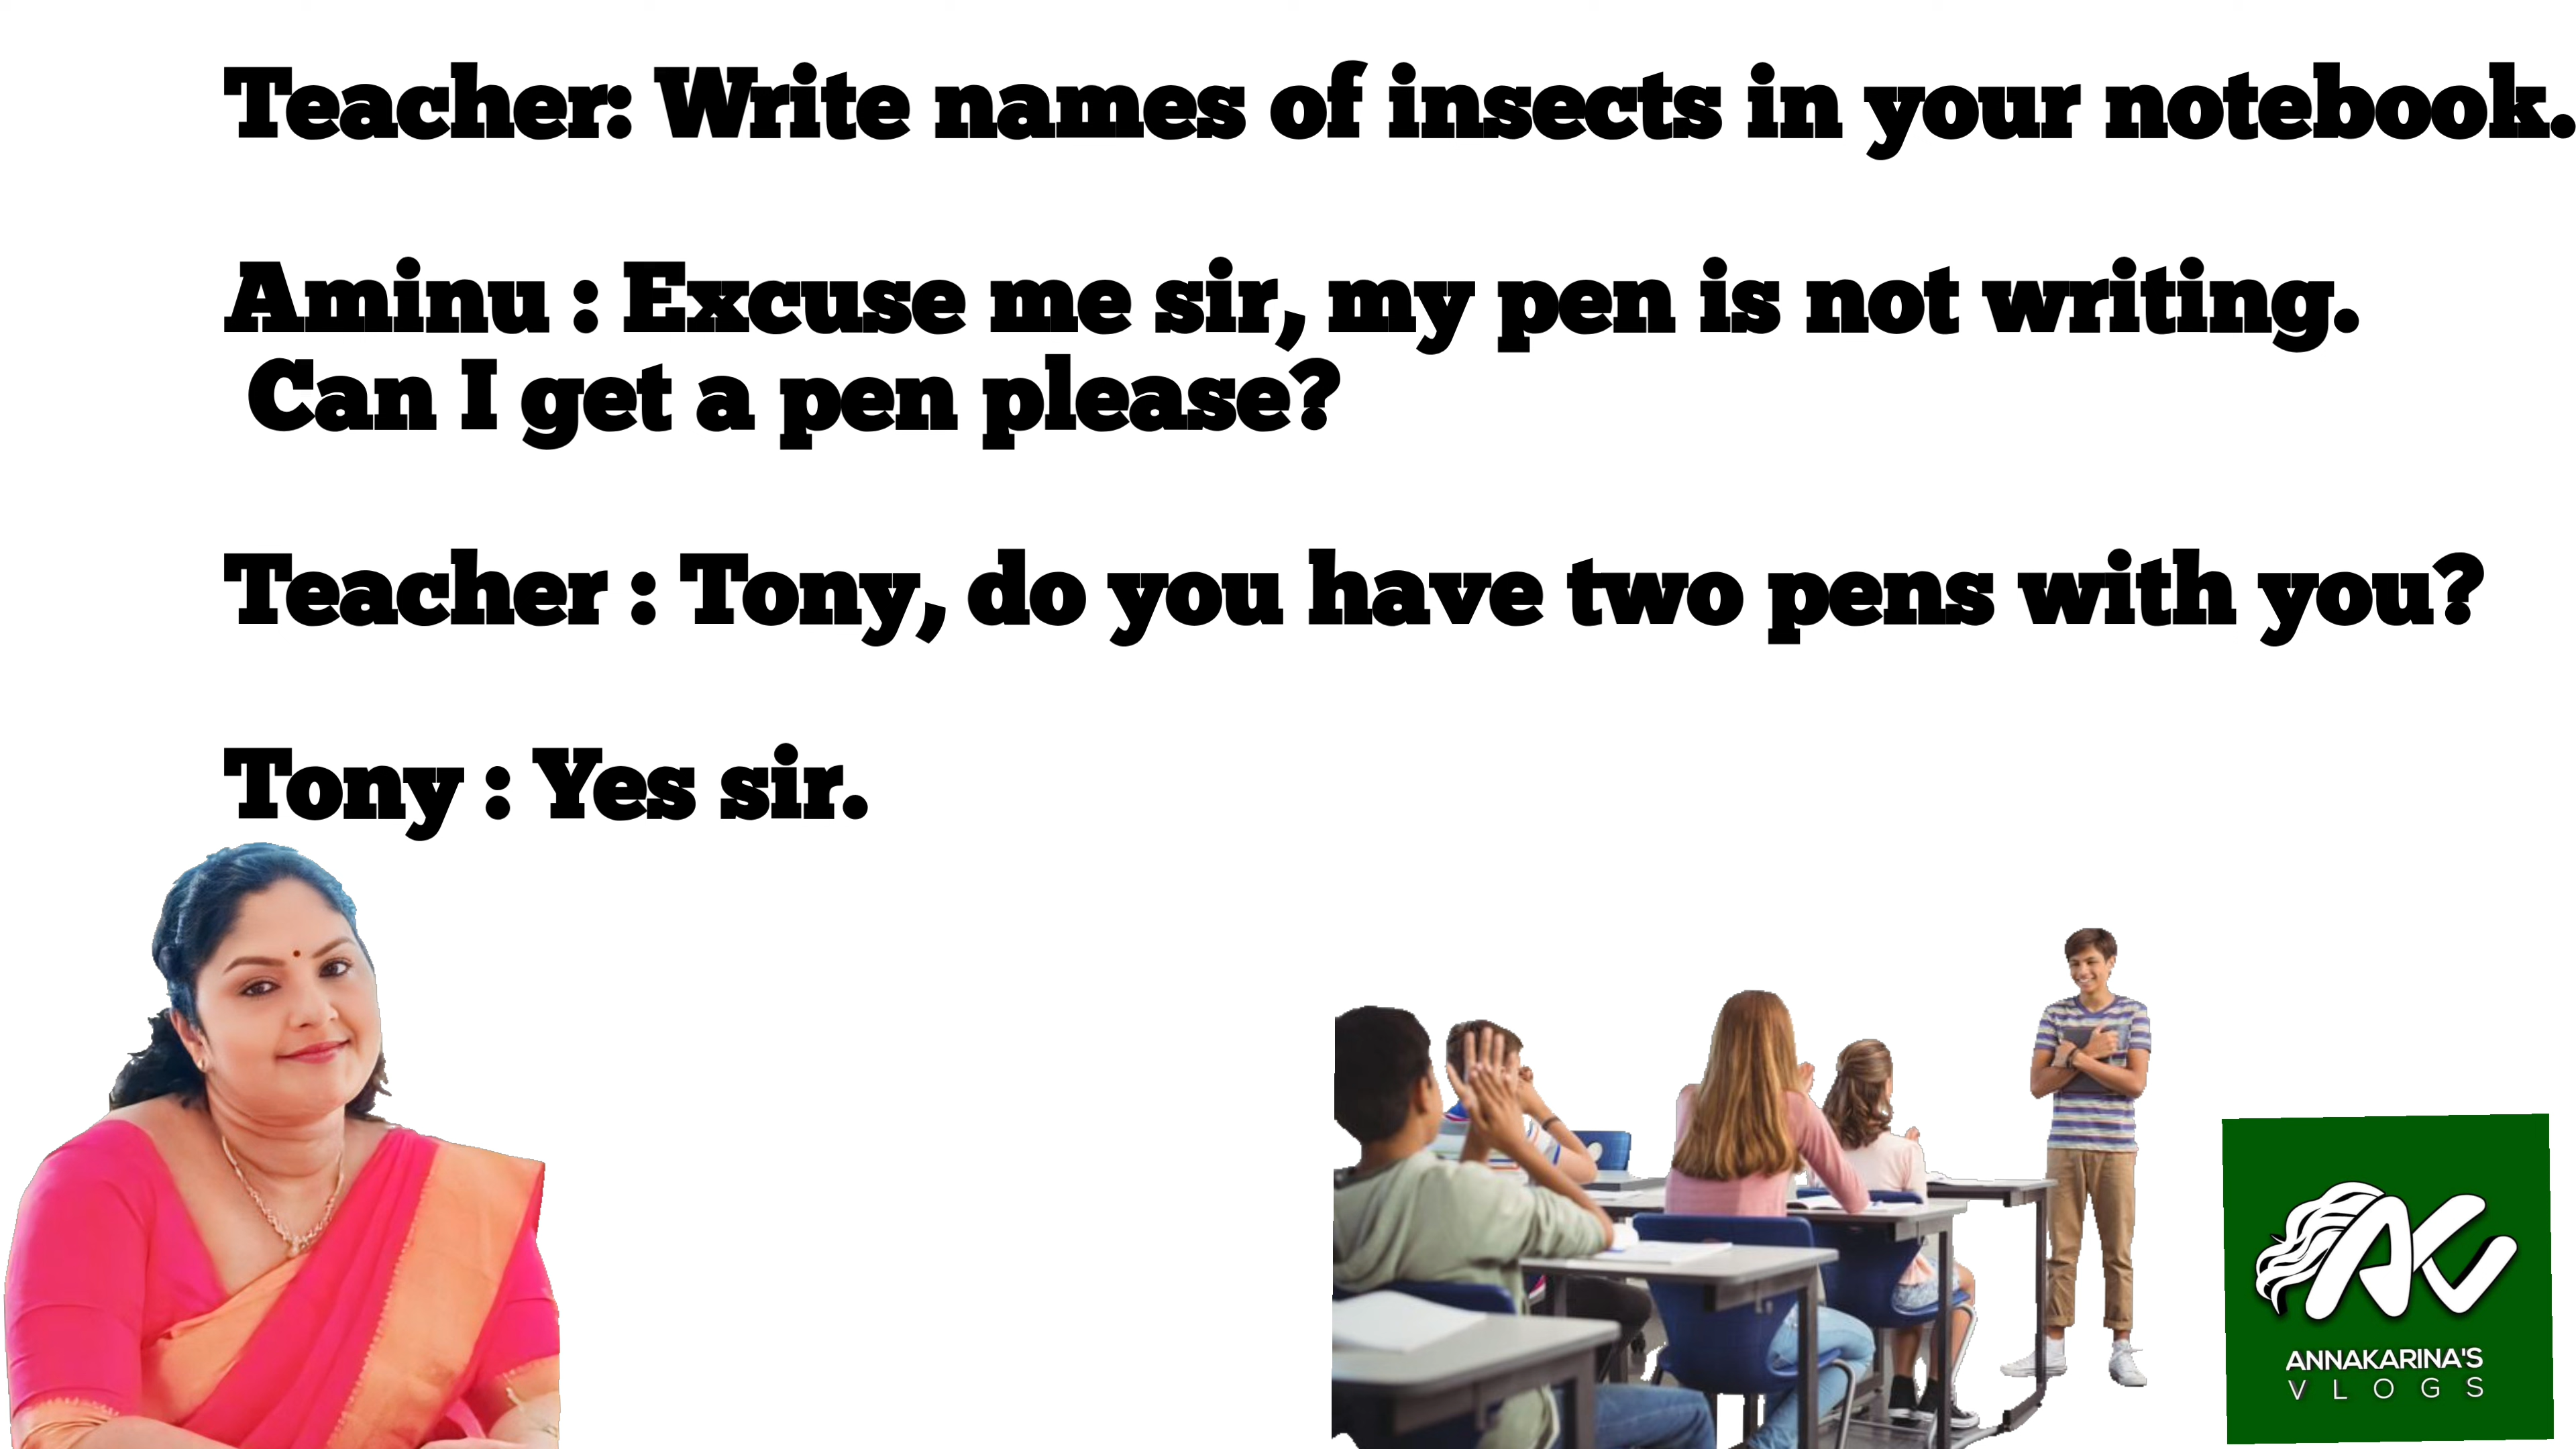 Teacher: Write names of insects in your notebook.
Aminu : Excuse me sir, my pen is not writing.
Can I get a pen please?
Teacher : Tony, do you have two pens with you?
Tony : Yes sir.
AKV
ANNAKARINA'S
VLOGS